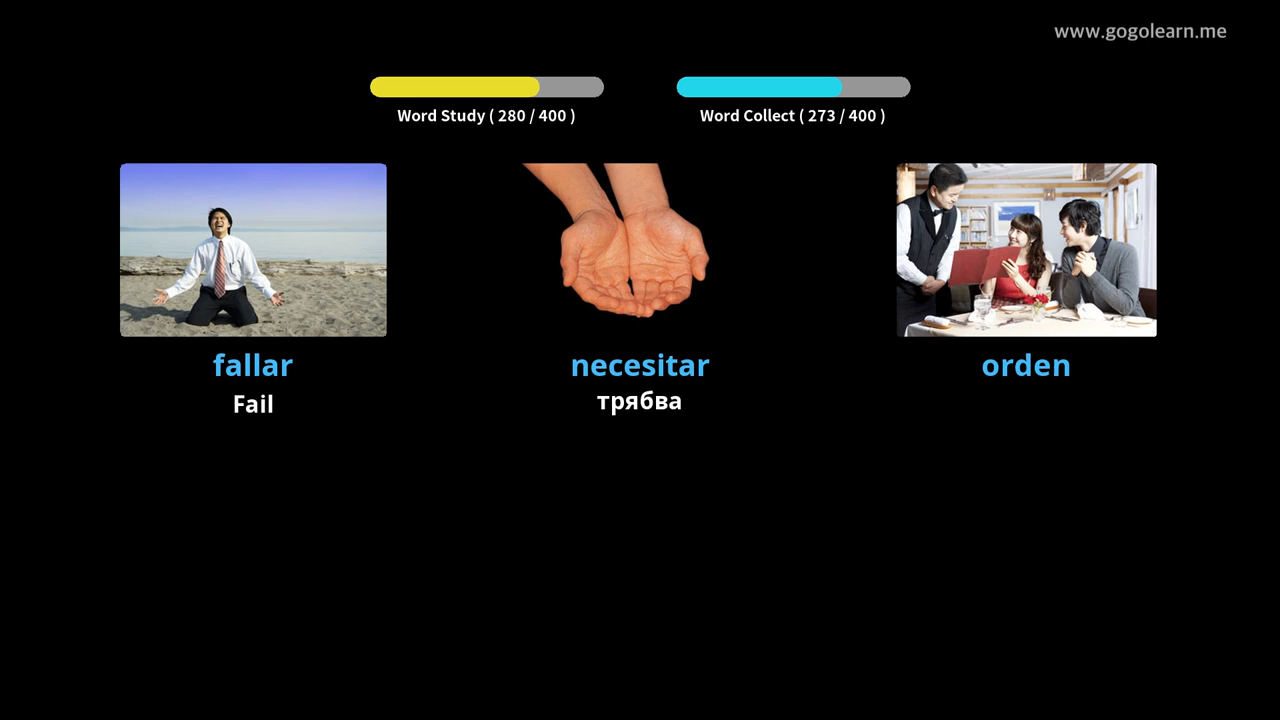 www.gogolearn.me
Word Study ( 280 / 400 )
Word Collect ( 273 / 400 )
fallar
necesitar
orden
Fail
трябва